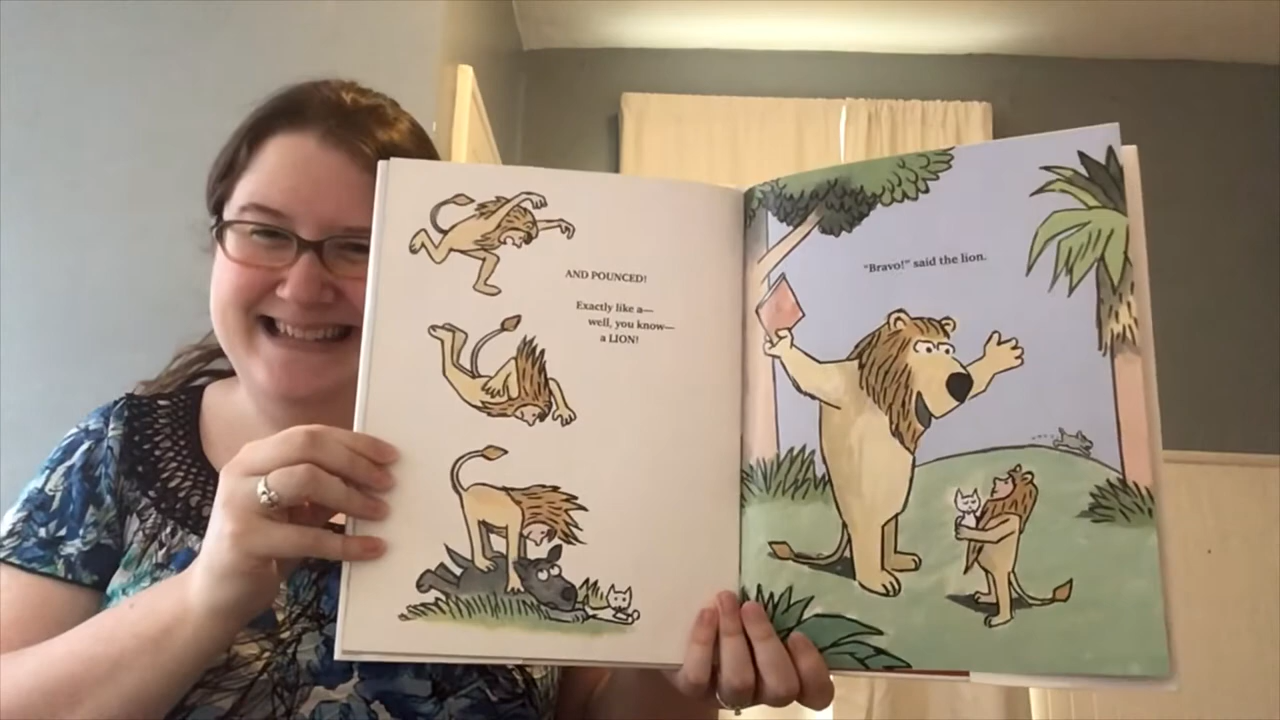 AND POUNCED!
Exactly like a—
well, you know—
a LION!
"Bravo!" said the lion.